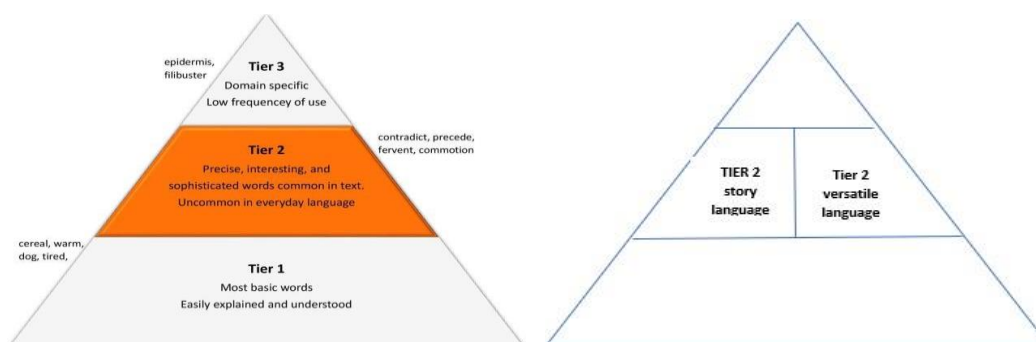 epidermis,
filibuster
Tier 3
Domain specific
Low frequencey of use
contradict, precede,
fervent, commotion
Tier 2
Precise, interesting, and
sophisticated words common in text.
Uncommon in everyday language
cereal, warm,
dog, tired,
Tier 1
Most basic words
Easily explained and understood
TIER 2
story
language
Tier 2
versatile
language